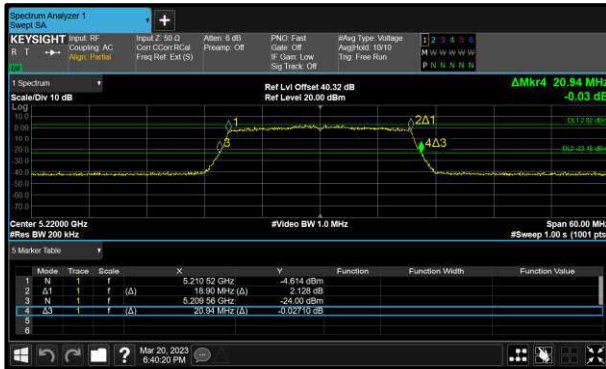 Spectrum Analyzer 1
Swept SA
KEYSIGHT
R T
Input: RF
Coupling: AC
Align: Partial
Input Z: 50 Ω
Corr CCorr RCal
Freq Ref: Ext (S)
Atten: 6 dB
Preamp: Off
PNO: Fast
Gate: Off
IF Gain: Low
Sig Track: Off
#Avg Type: Voltage
Avg|Hold: 10/10
Trig: Free Run
1 2 3 4 5 6
M W W W W W
P N N N N N
1 Spectrum
Scale/Div 10 dB
Ref Lvl Offset 40.32 dB
Ref Level 20.00 dBm
ΔMkr4 20.94 MHz
-0.03 dB
Log
10.0
0.00
-10.0
-20.0
-30.0
-40.0
-50.0
-60.0
-70.0
1
2Δ1
3
4Δ3
Center 5.22000 GHz
#Res BW 200 kHz
#Video BW 1.0 MHz
Span 60.00 MHz
#Sweep 1.00 s (1001 pts)
5 Marker Table
Mode Trace Scale X Y Function Function Width Function Value
1 N 1 f 5.210 52 GHz -4.614 dBm
2 Δ1 1 f (Δ) 18.90 MHz (Δ) 2.128 dB
3 N 1 f 5.209 56 GHz -24.00 dBm
4 Δ3 1 f (Δ) 20.94 MHz (Δ) -0.02710 dB
5
6
?
Mar 20, 2023
6:40:20 PM